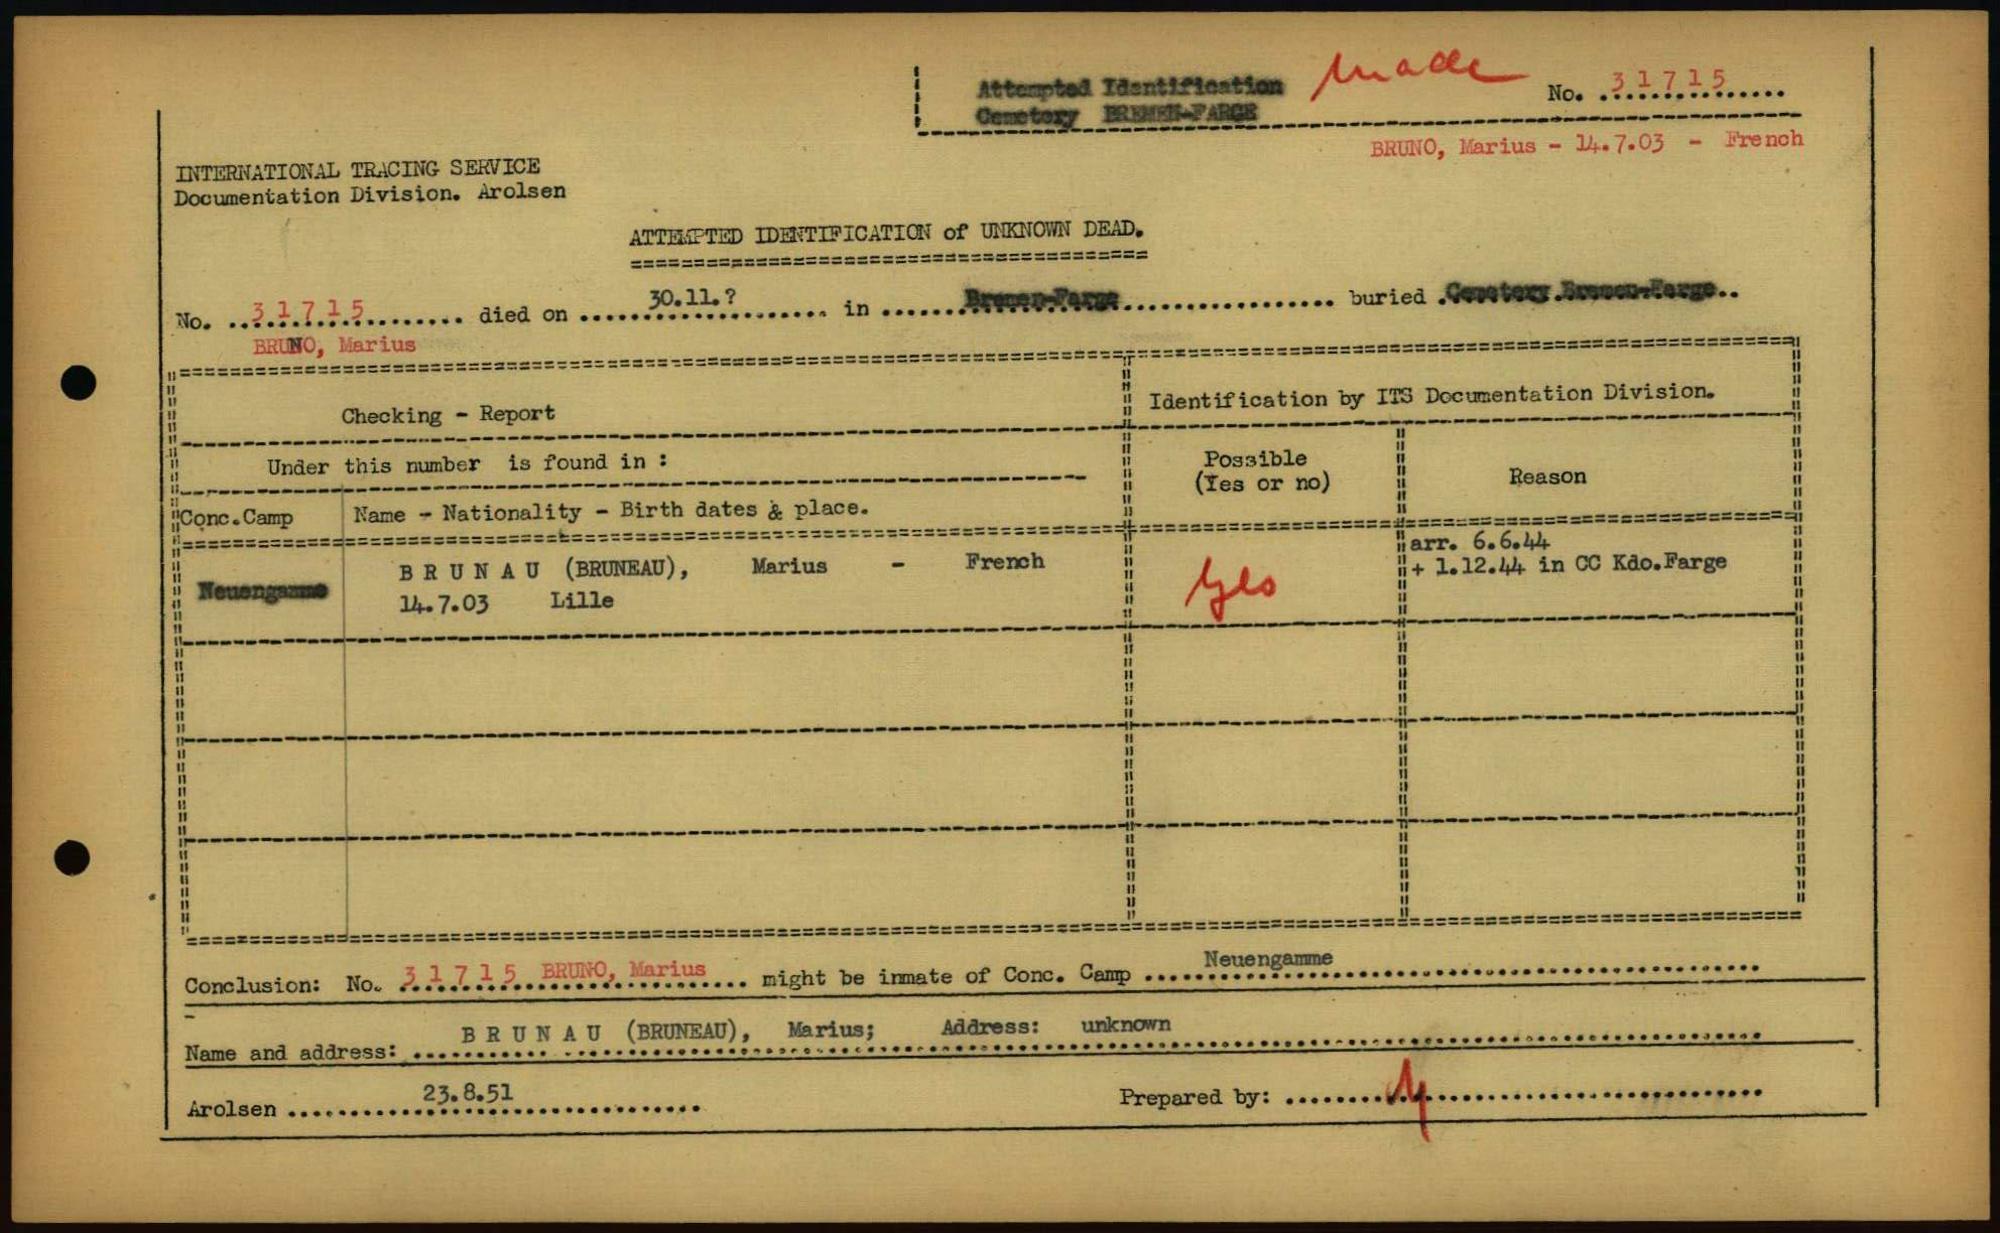 Attempted Identification made No. 31715
Cemetery BREMEN-FARGE
BRUNO, Marius - 14.7.03 - French
INTERNATIONAL TRACING SERVICE
Documentation Division. Arolsen
ATTEMPTED IDENTIFICATION of UNKNOWN DEAD.
No. 31715 died on 30.11.? in Bremen-Farge buried Cemetery Bremen-Farge
BRUNO, Marius
Checking - Report
Identification by ITS Documentation Division.
Under this number is found in :
Possible
(Yes or no)
Reason
Conc.Camp Name - Nationality - Birth dates & place.
Neuengamme BRUNAU (BRUNEAU), Marius - French
14.7.03 Lille
Yes
arr. 6.6.44
+ 1.12.44 in CC Kdo.Farge
Conclusion: No. 31715 BRUNO, Marius might be inmate of Conc. Camp Neuengamme
Name and address: BRUNAU (BRUNEAU), Marius; Address: unknown
Arolsen 23.8.51 Prepared by: